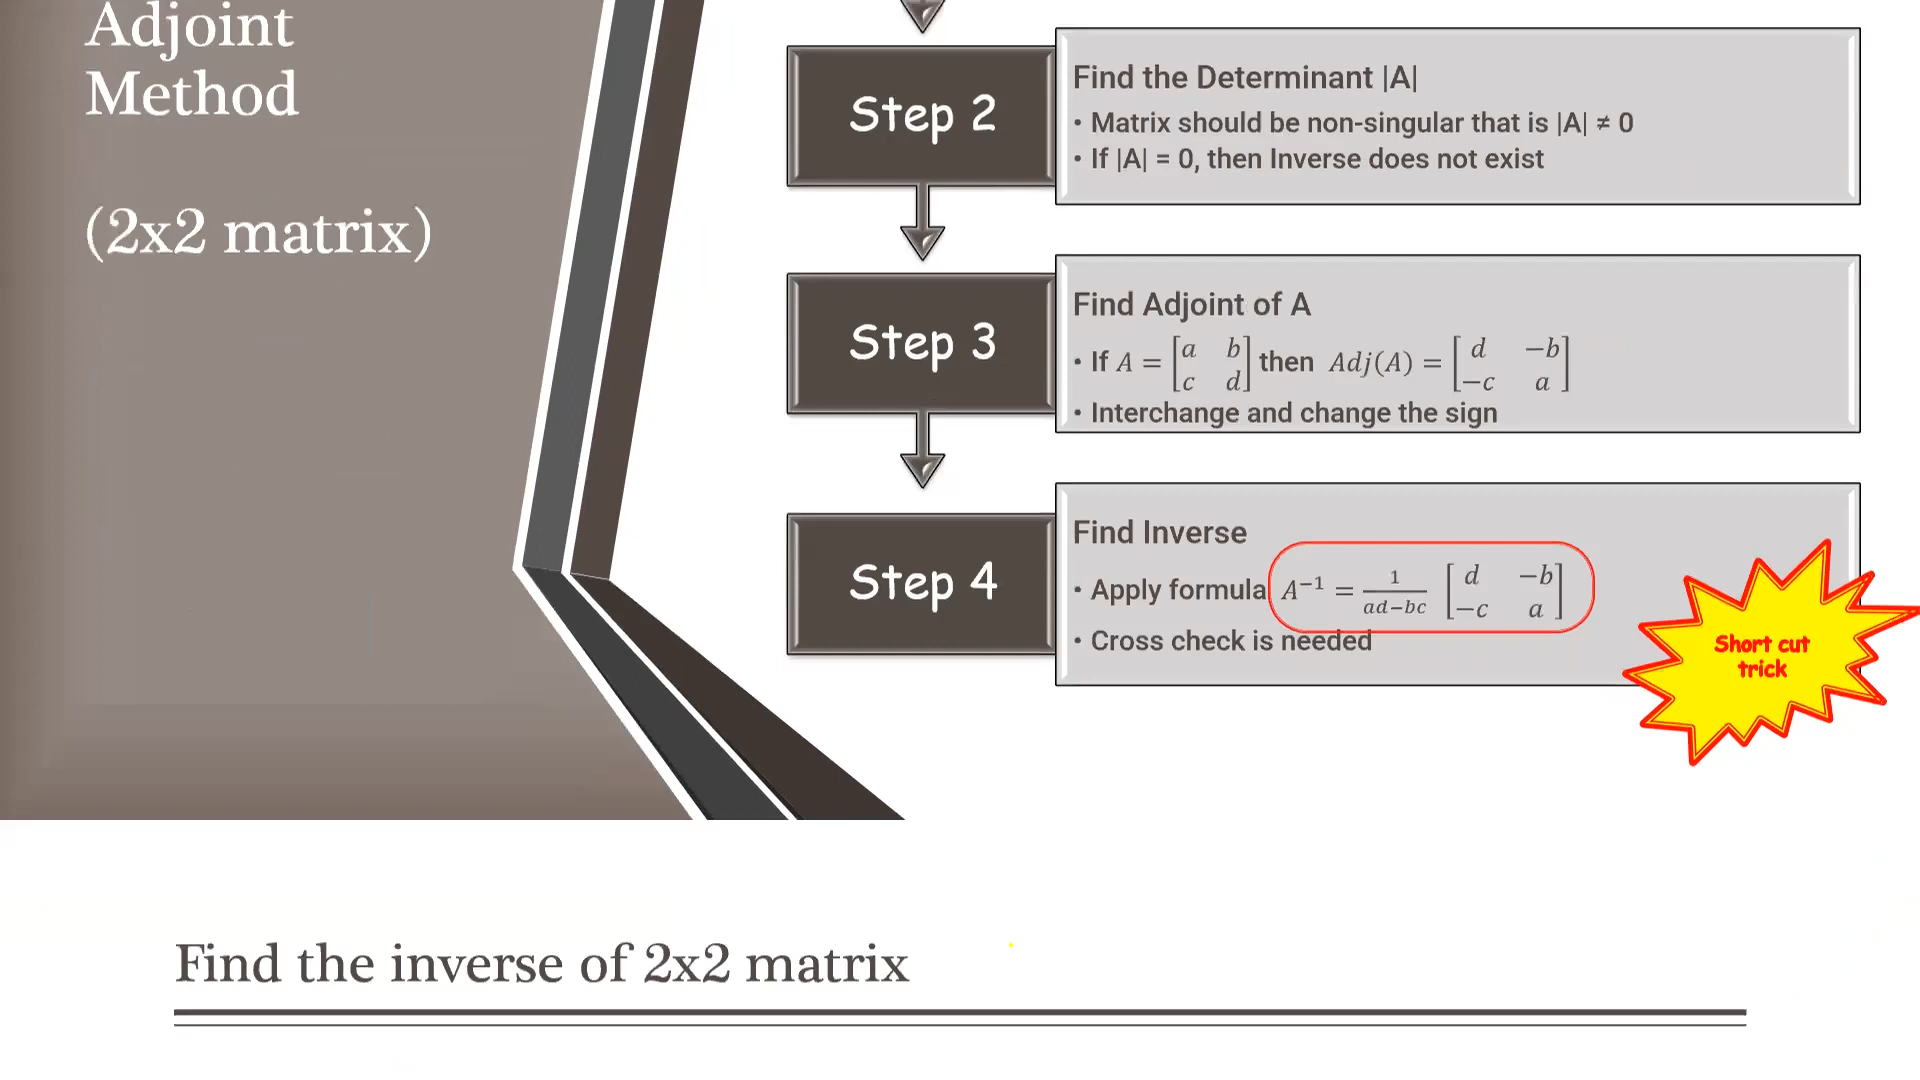 Adjoint
Method
(2x2 matrix)
Step 2
Find the Determinant |A|
• Matrix should be non-singular that is |A| ≠ 0
• If |A| = 0, then Inverse does not exist
Step 3
Find Adjoint of A
• If A = [a b; c d] then Adj(A) = [d −b; −c a]
• Interchange and change the sign
Step 4
Find Inverse
• Apply formula A⁻¹ = 1/(ad−bc) [d −b; −c a]
• Cross check is needed
Short cut
trick
Find the inverse of 2x2 matrix